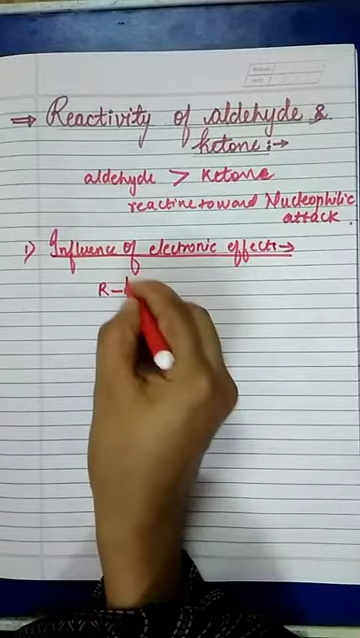 ⇒ Reactivity of aldehyde &
ketone :→
aldehyde > ketone
reactive toward Nucleophilic
attack.
1) Influence of electronic effect :→
R–